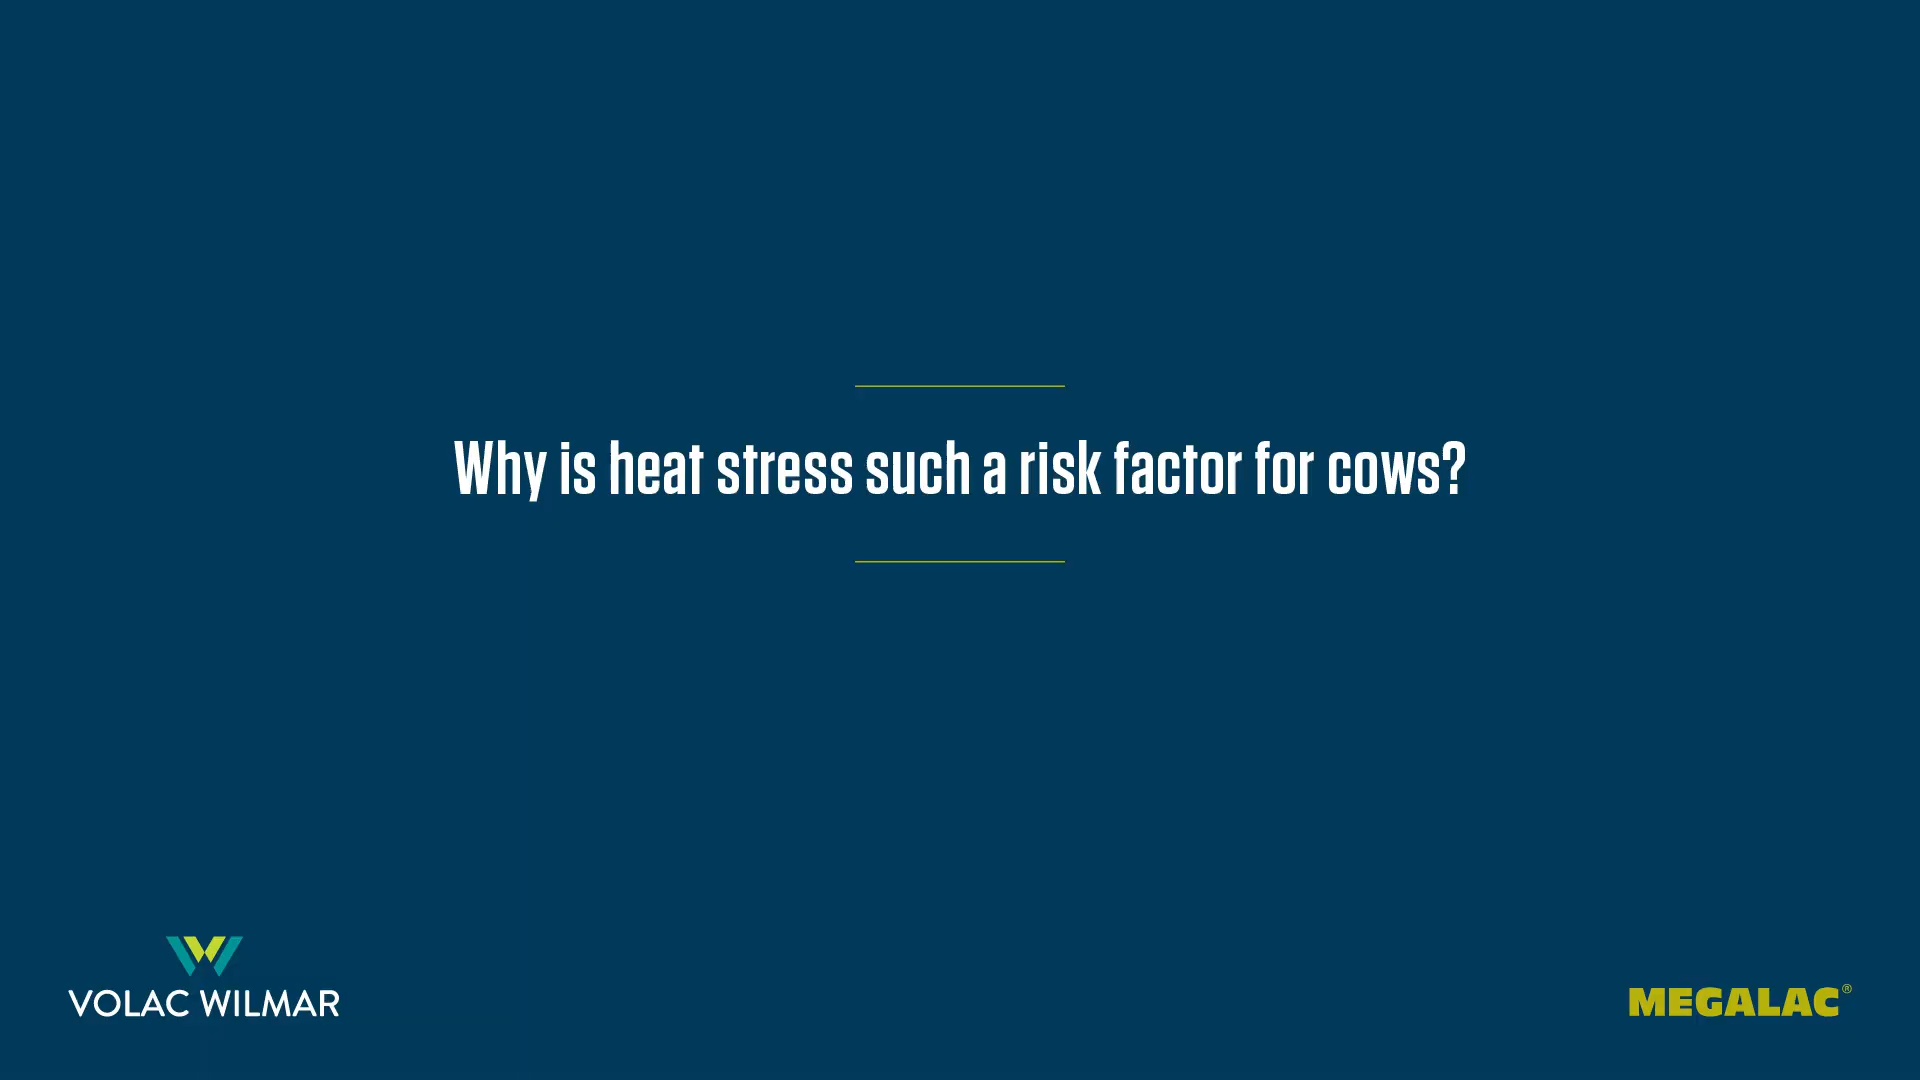 Why is heat stress such a risk factor for cows?
VOLAC WILMAR
MEGALAC®